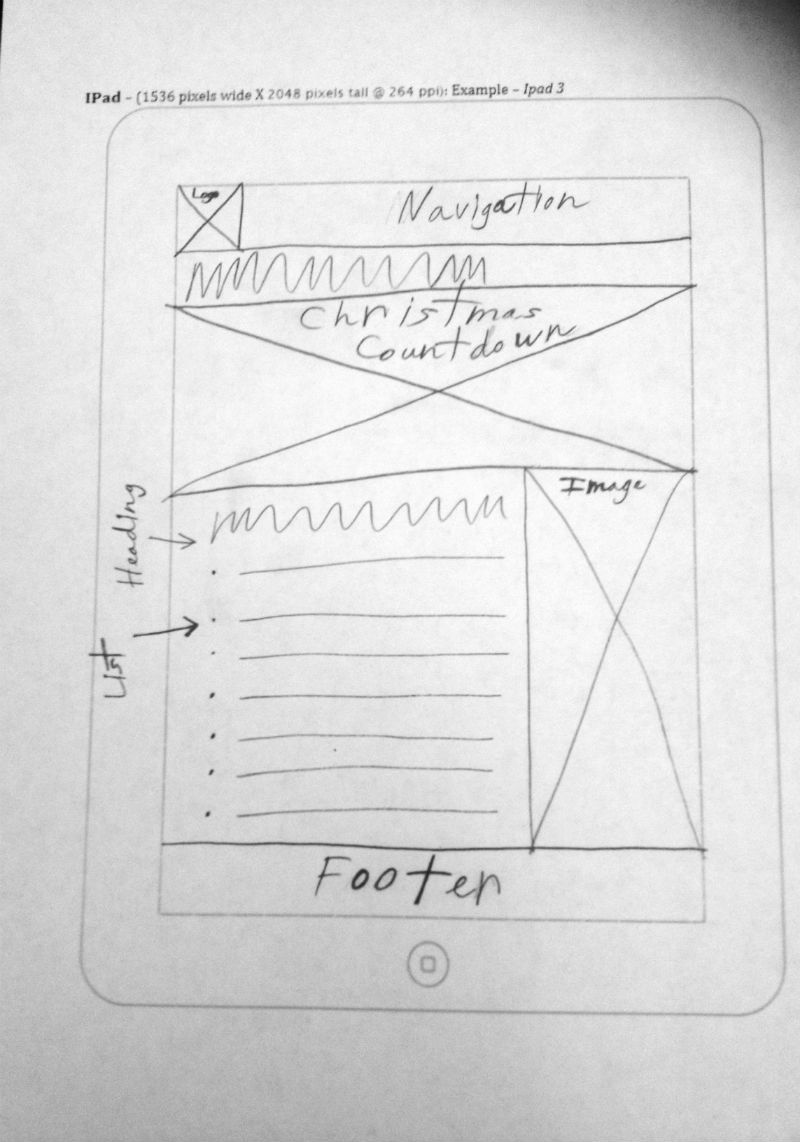 IPad – (1536 pixels wide X 2048 pixels tall @ 264 ppi): Example – Ipad 3
Logo
Navigation
Christmas
Countdown
Image
Heading
List
Footer